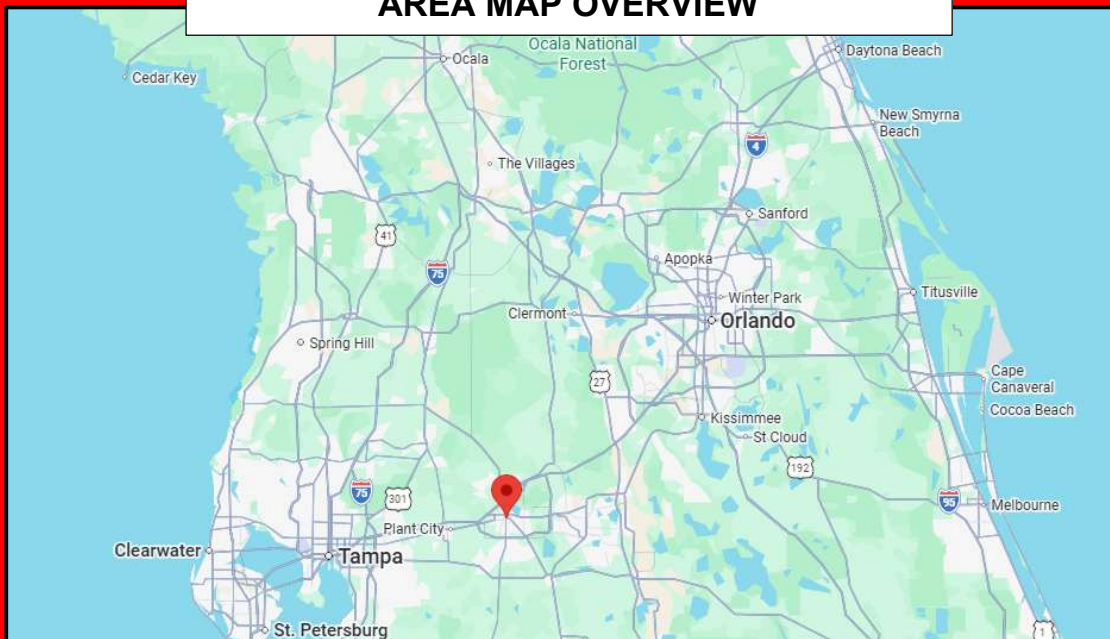 AREA MAP OVERVIEW
Ocala National
Forest
Daytona Beach
Ocala
Cedar Key
New Smyrna
Beach
4
The Villages
Sanford
41
Apopka
75
Titusville
Winter Park
Clermont
Orlando
Spring Hill
Cape
Canaveral
27
Cocoa Beach
Kissimmee
St Cloud
192
75
301
95
Melbourne
Plant City
Clearwater
Tampa
St. Petersburg
1